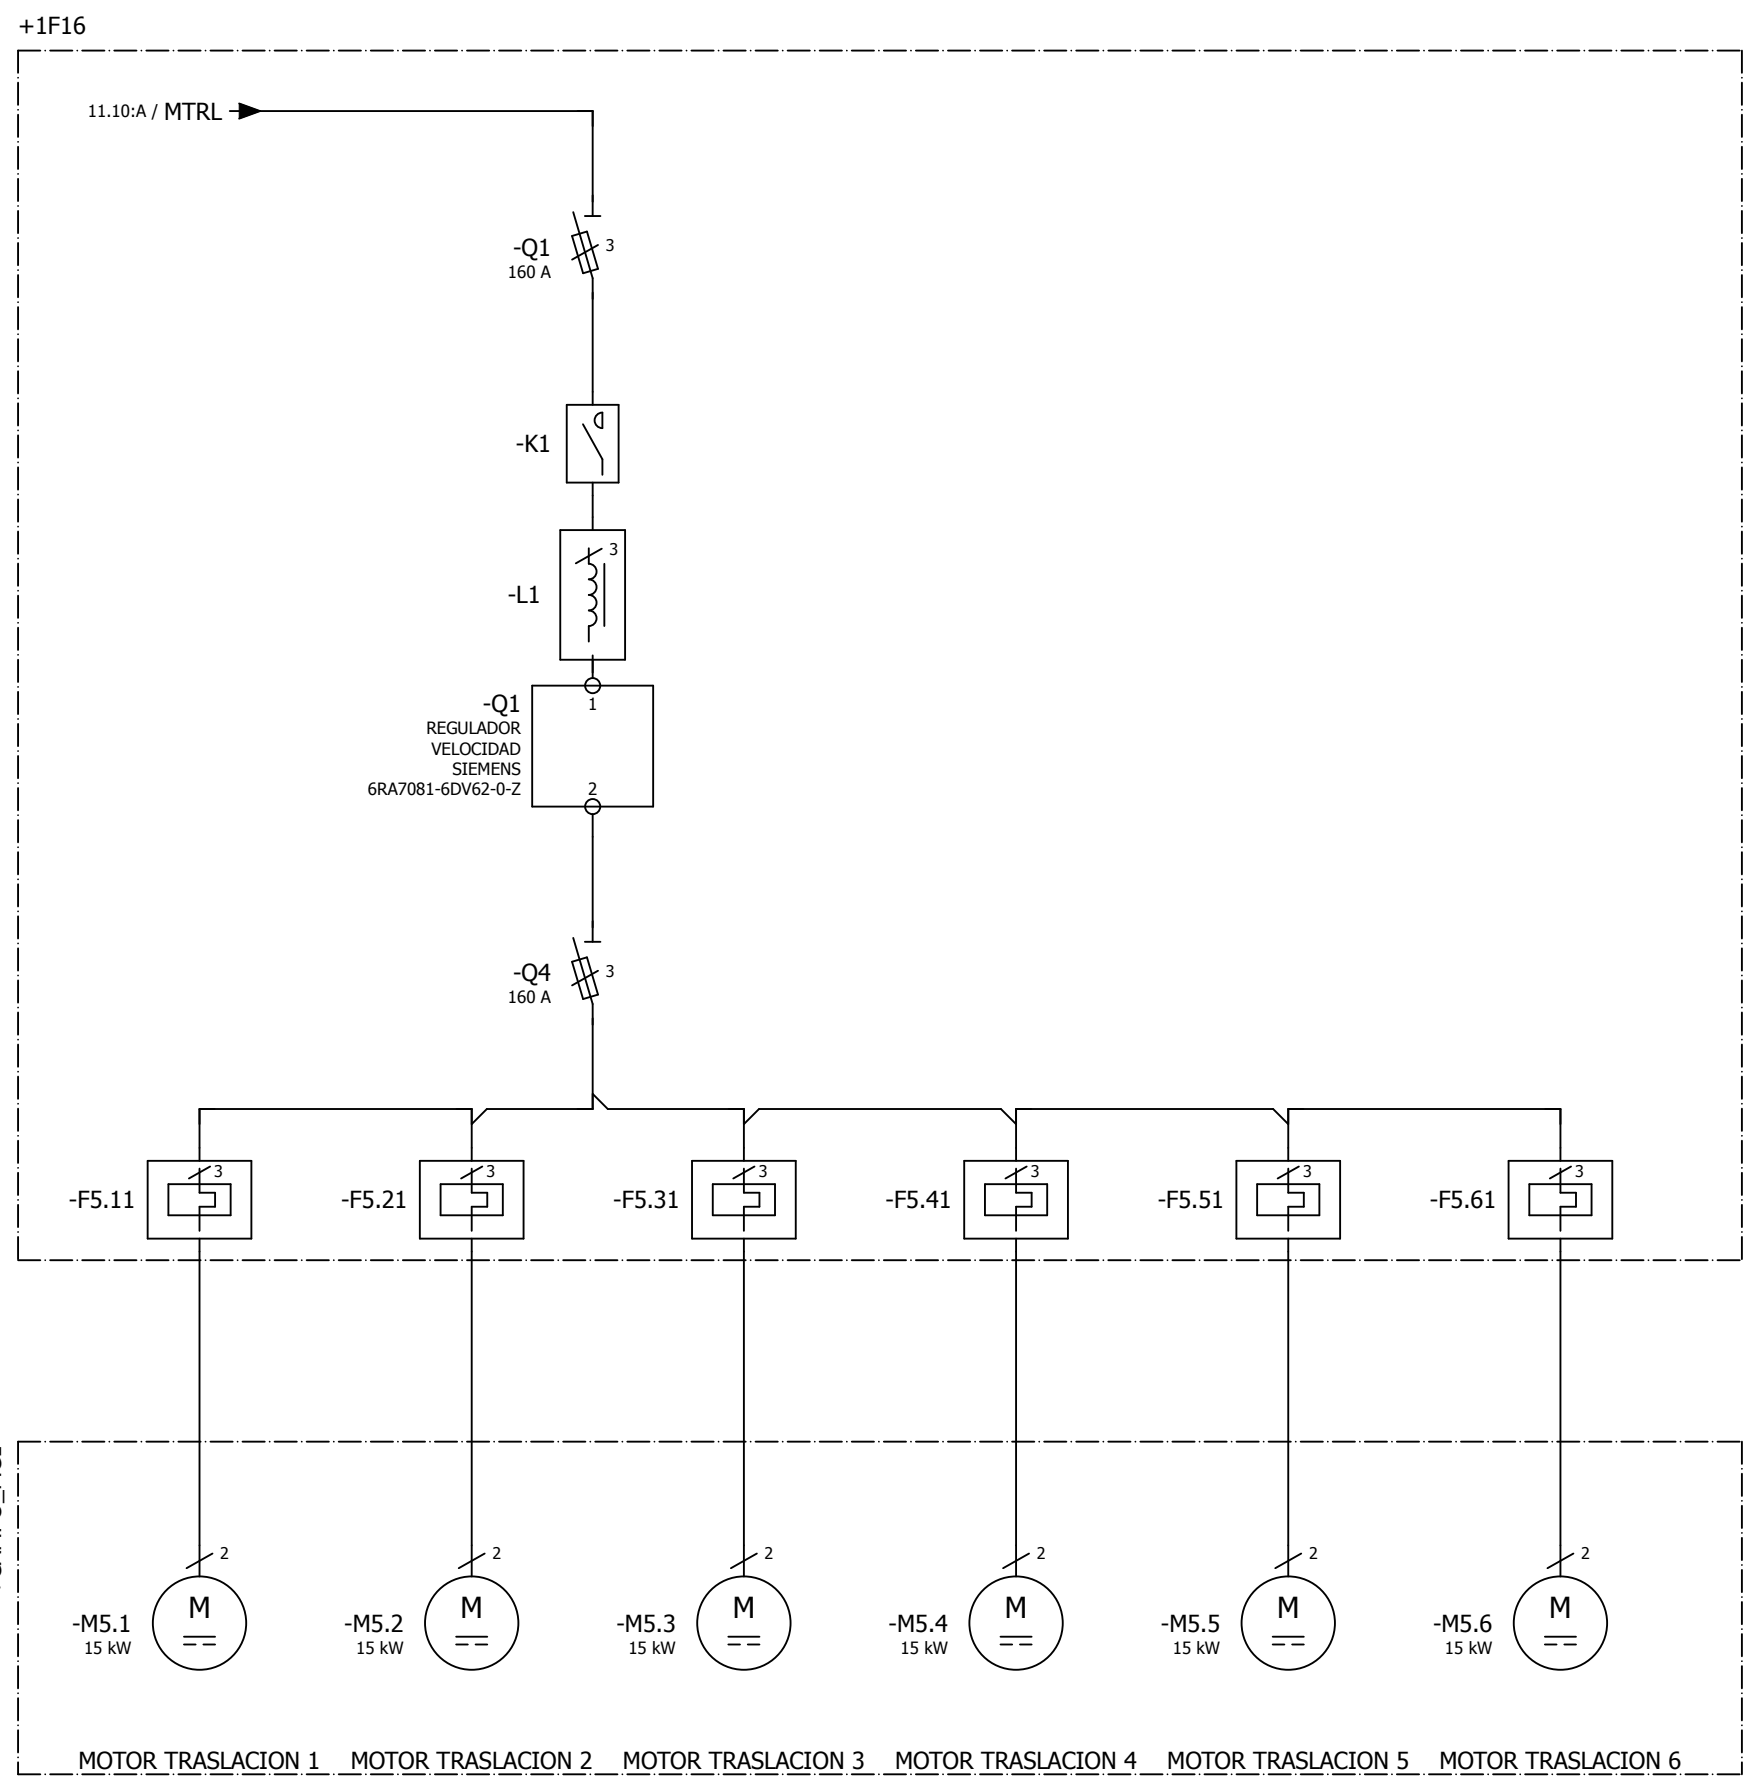 +1F16
11.10:A / MTRL
-Q1
160 A
3
-K1
-L1
3
-Q1
REGULADOR
VELOCIDAD
SIEMENS
6RA7081-6DV62-0-Z
1
2
-Q4
160 A
3
-F5.11
3
-F5.21
3
-F5.31
3
-F5.41
3
-F5.51
3
-F5.61
3
2
2
2
2
2
2
-M5.1
15 kW
M
-M5.2
15 kW
M
-M5.3
15 kW
M
-M5.4
15 kW
M
-M5.5
15 kW
M
-M5.6
15 kW
M
MOTOR TRASLACION 1
MOTOR TRASLACION 2
MOTOR TRASLACION 3
MOTOR TRASLACION 4
MOTOR TRASLACION 5
MOTOR TRASLACION 6